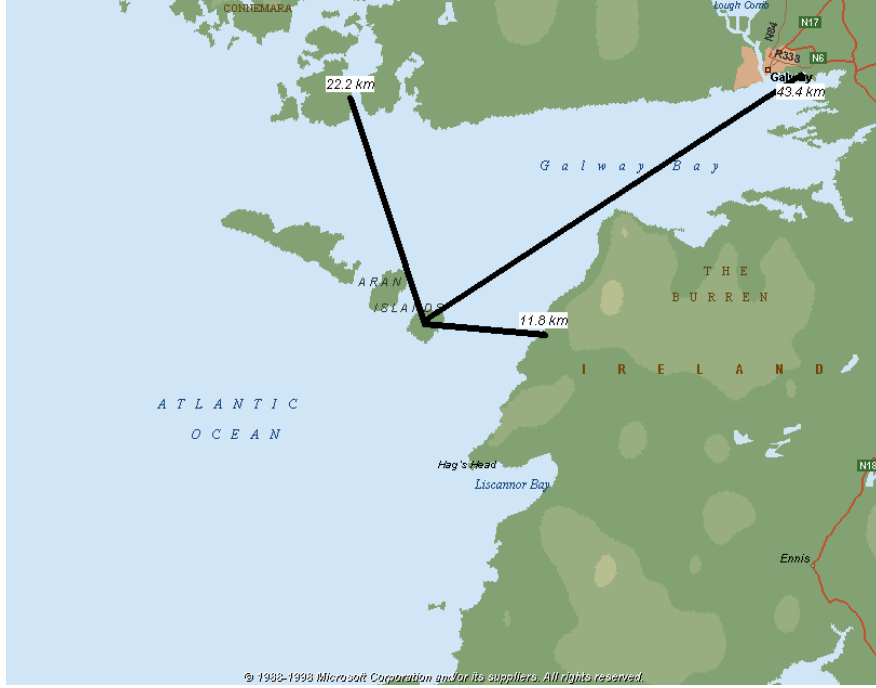 CONNEMARA
Lough Corrib
N84
N17
R338
N6
Galway
22.2 km
43.4 km
Galway Bay
ARAN
ISLANDS
THE
BURREN
11.8 km
IRELAND
ATLANTIC
OCEAN
Hag's Head
Liscannor Bay
N18
Ennis
© 1988-1998 Microsoft Corporation and/or its suppliers. All rights reserved.